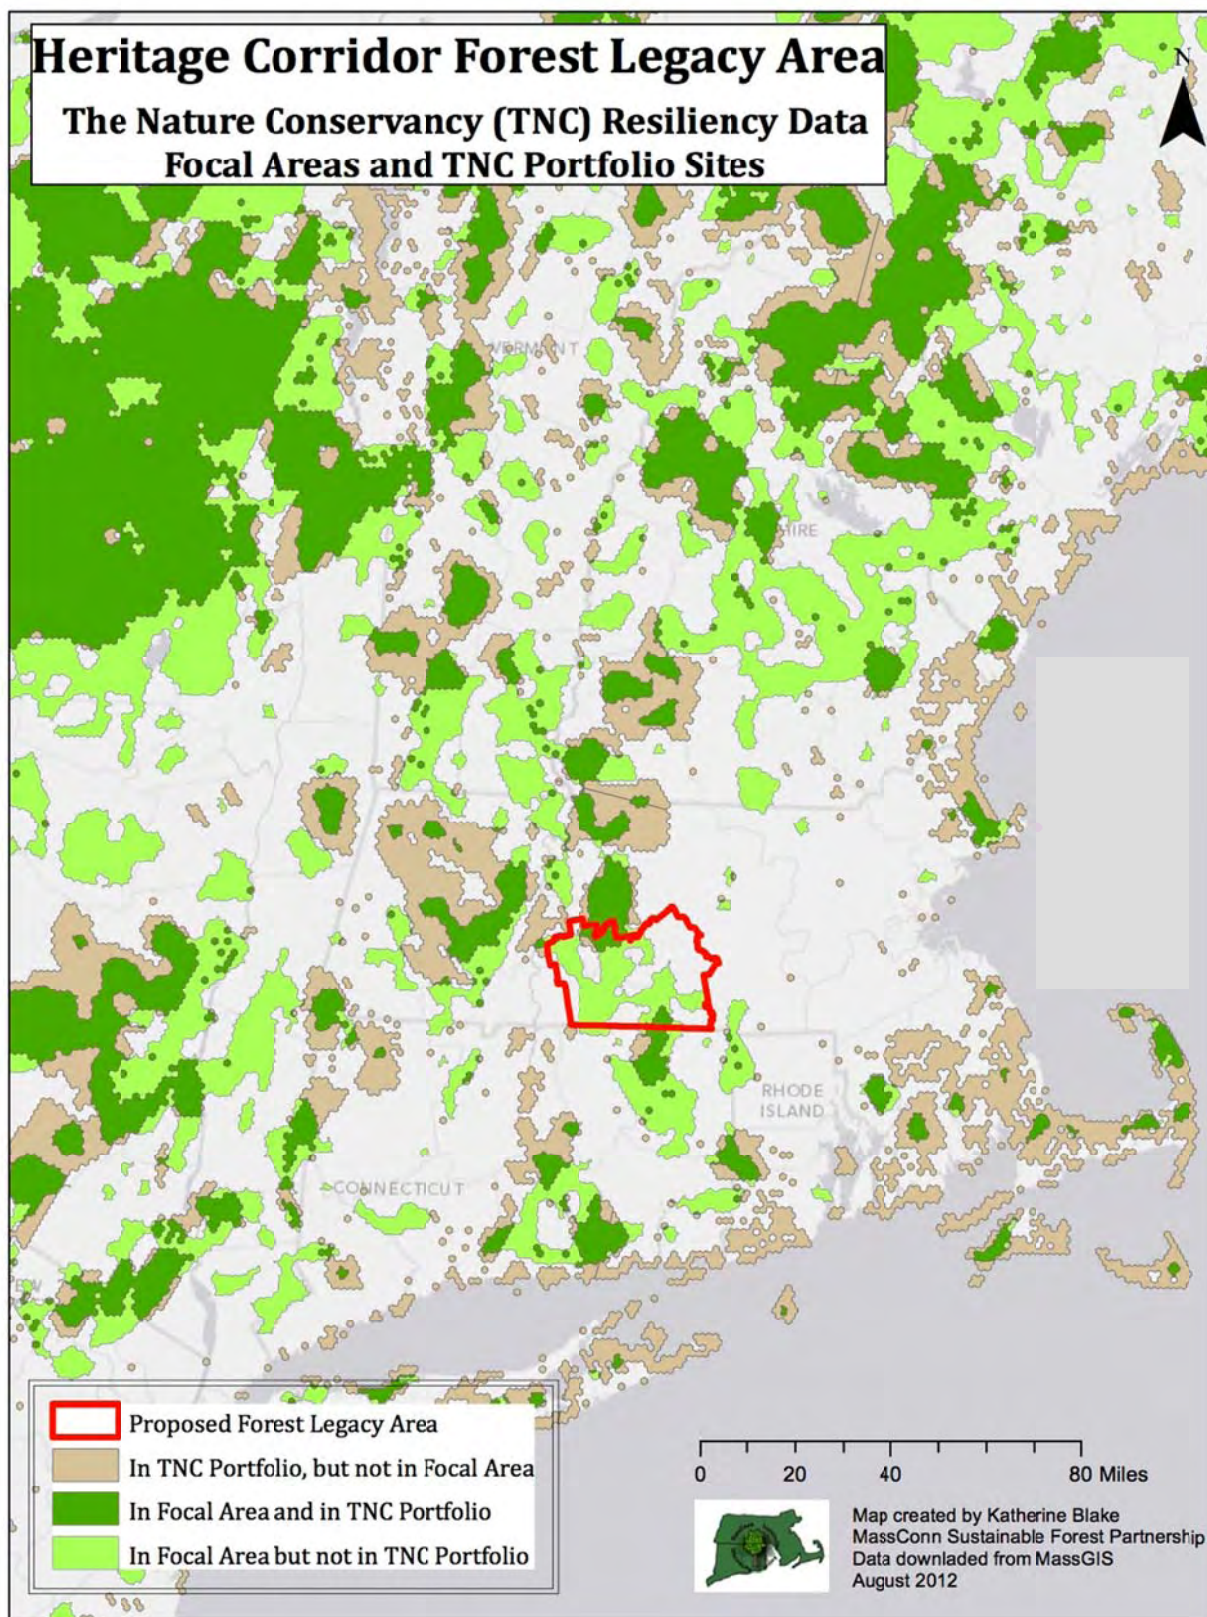 Heritage Corridor Forest Legacy Area
The Nature Conservancy (TNC) Resiliency Data
Focal Areas and TNC Portfolio Sites
N
VERMONT
HIRE
RHODE
ISLAND
CONNECTICUT
EW
Proposed Forest Legacy Area
In TNC Portfolio, but not in Focal Area
In Focal Area and in TNC Portfolio
In Focal Area but not in TNC Portfolio
0 20 40 80 Miles
Map created by Katherine Blake
MassConn Sustainable Forest Partnership
Data downladed from MassGIS
August 2012